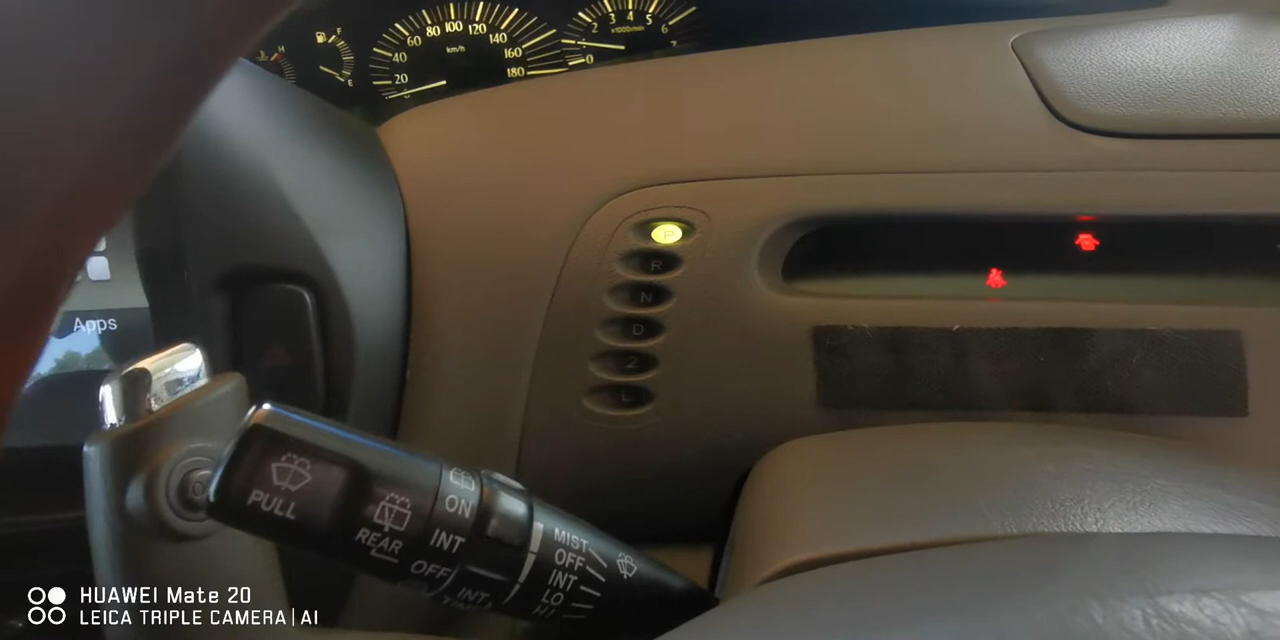 H
F
E
20
40
60
80
100
120
140
160
180
km/h
0
2
3
4
5
6
7
x1000r/min
P
R
N
D
2
L
Apps
PULL
REAR
ON
INT
OFF
INT
MIST
OFF
INT
LO
HI
HUAWEI Mate 20
LEICA TRIPLE CAMERA | AI